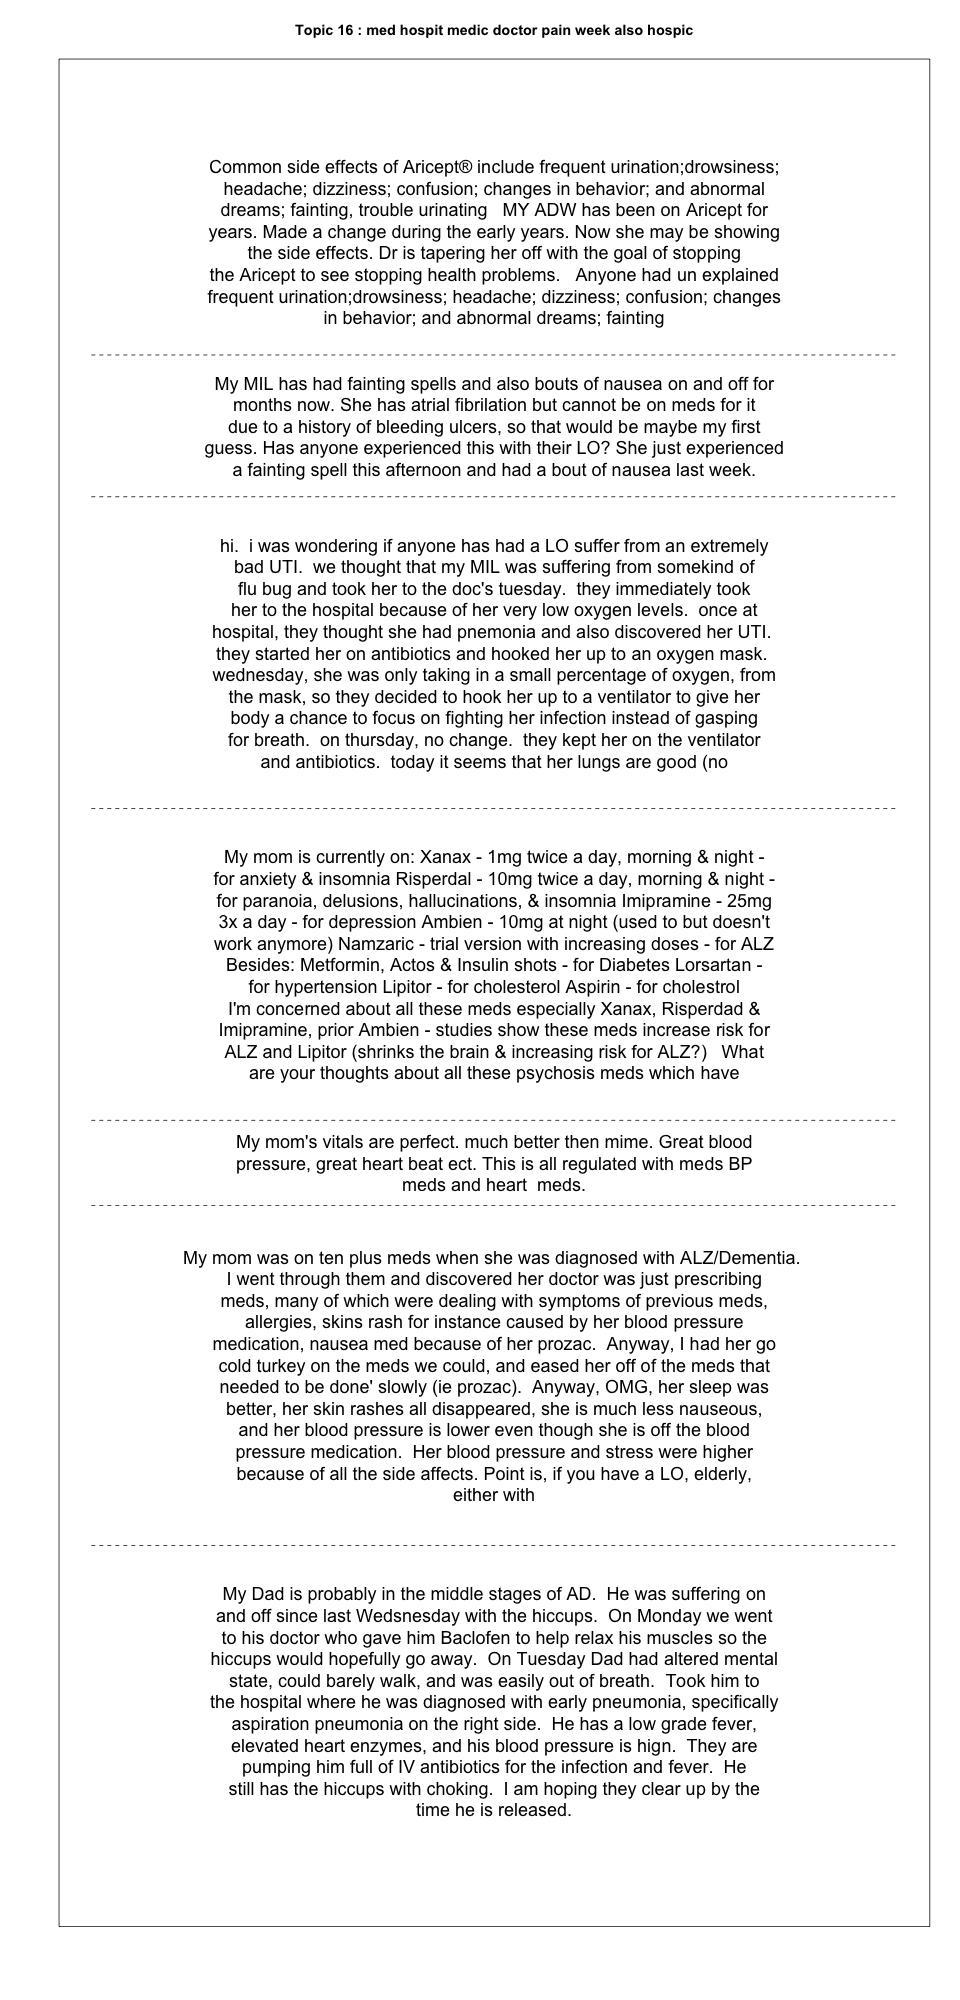 Topic 16 : med hospit medic doctor pain week also hospic
Common side effects of Aricept® include frequent urination;drowsiness;
headache; dizziness; confusion; changes in behavior; and abnormal
dreams; fainting, trouble urinating   MY ADW has been on Aricept for
years. Made a change during the early years. Now she may be showing
the side effects. Dr is tapering her off with the goal of stopping
the Aricept to see stopping health problems.   Anyone had un explained
frequent urination;drowsiness; headache; dizziness; confusion; changes
in behavior; and abnormal dreams; fainting
My MIL has had fainting spells and also bouts of nausea on and off for
months now. She has atrial fibrilation but cannot be on meds for it
due to a history of bleeding ulcers, so that would be maybe my first
guess. Has anyone experienced this with their LO? She just experienced
a fainting spell this afternoon and had a bout of nausea last week.
hi.  i was wondering if anyone has had a LO suffer from an extremely
bad UTI.  we thought that my MIL was suffering from somekind of
flu bug and took her to the doc's tuesday.  they immediately took
her to the hospital because of her very low oxygen levels.  once at
hospital, they thought she had pnemonia and also discovered her UTI.
they started her on antibiotics and hooked her up to an oxygen mask.
wednesday, she was only taking in a small percentage of oxygen, from
the mask, so they decided to hook her up to a ventilator to give her
body a chance to focus on fighting her infection instead of gasping
for breath.  on thursday, no change.  they kept her on the ventilator
and antibiotics.  today it seems that her lungs are good (no
My mom is currently on: Xanax - 1mg twice a day, morning & night -
for anxiety & insomnia Risperdal - 10mg twice a day, morning & night -
for paranoia, delusions, hallucinations, & insomnia Imipramine - 25mg
3x a day - for depression Ambien - 10mg at night (used to but doesn't
work anymore) Namzaric - trial version with increasing doses - for ALZ
Besides: Metformin, Actos & Insulin shots - for Diabetes Lorsartan -
for hypertension Lipitor - for cholesterol Aspirin - for cholestrol
I'm concerned about all these meds especially Xanax, Risperdad &
Imipramine, prior Ambien - studies show these meds increase risk for
ALZ and Lipitor (shrinks the brain & increasing risk for ALZ?)   What
are your thoughts about all these psychosis meds which have
My mom's vitals are perfect. much better then mime. Great blood
pressure, great heart beat ect. This is all regulated with meds BP
meds and heart  meds.
My mom was on ten plus meds when she was diagnosed with ALZ/Dementia.
I went through them and discovered her doctor was just prescribing
meds, many of which were dealing with symptoms of previous meds,
allergies, skins rash for instance caused by her blood pressure
medication, nausea med because of her prozac.  Anyway, I had her go
cold turkey on the meds we could, and eased her off of the meds that
needed to be done' slowly (ie prozac).  Anyway, OMG, her sleep was
better, her skin rashes all disappeared, she is much less nauseous,
and her blood pressure is lower even though she is off the blood
pressure medication.  Her blood pressure and stress were higher
because of all the side affects. Point is, if you have a LO, elderly,
either with
My Dad is probably in the middle stages of AD.  He was suffering on
and off since last Wedsnesday with the hiccups.  On Monday we went
to his doctor who gave him Baclofen to help relax his muscles so the
hiccups would hopefully go away.  On Tuesday Dad had altered mental
state, could barely walk, and was easily out of breath.  Took him to
the hospital where he was diagnosed with early pneumonia, specifically
aspiration pneumonia on the right side.  He has a low grade fever,
elevated heart enzymes, and his blood pressure is hign.  They are
pumping him full of IV antibiotics for the infection and fever.  He
still has the hiccups with choking.  I am hoping they clear up by the
time he is released.